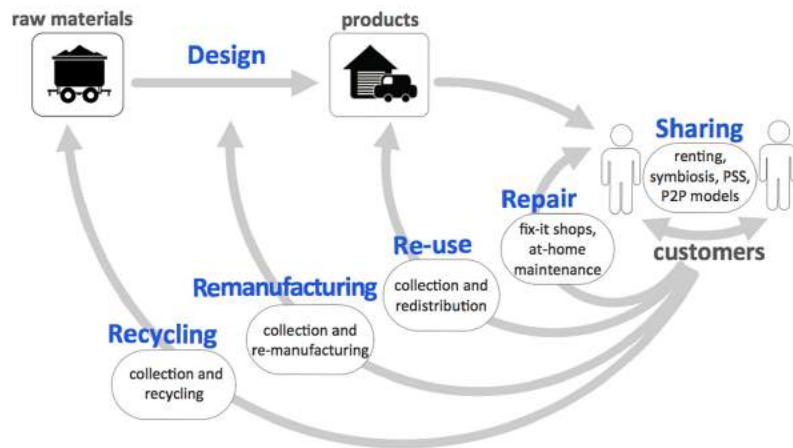 raw materials
products
Design
Sharing
renting,
symbiosis, PSS,
P2P models
Repair
fix-it shops,
at-home
maintenance
customers
Re-use
collection and
redistribution
Remanufacturing
collection and
re-manufacturing
Recycling
collection and
recycling